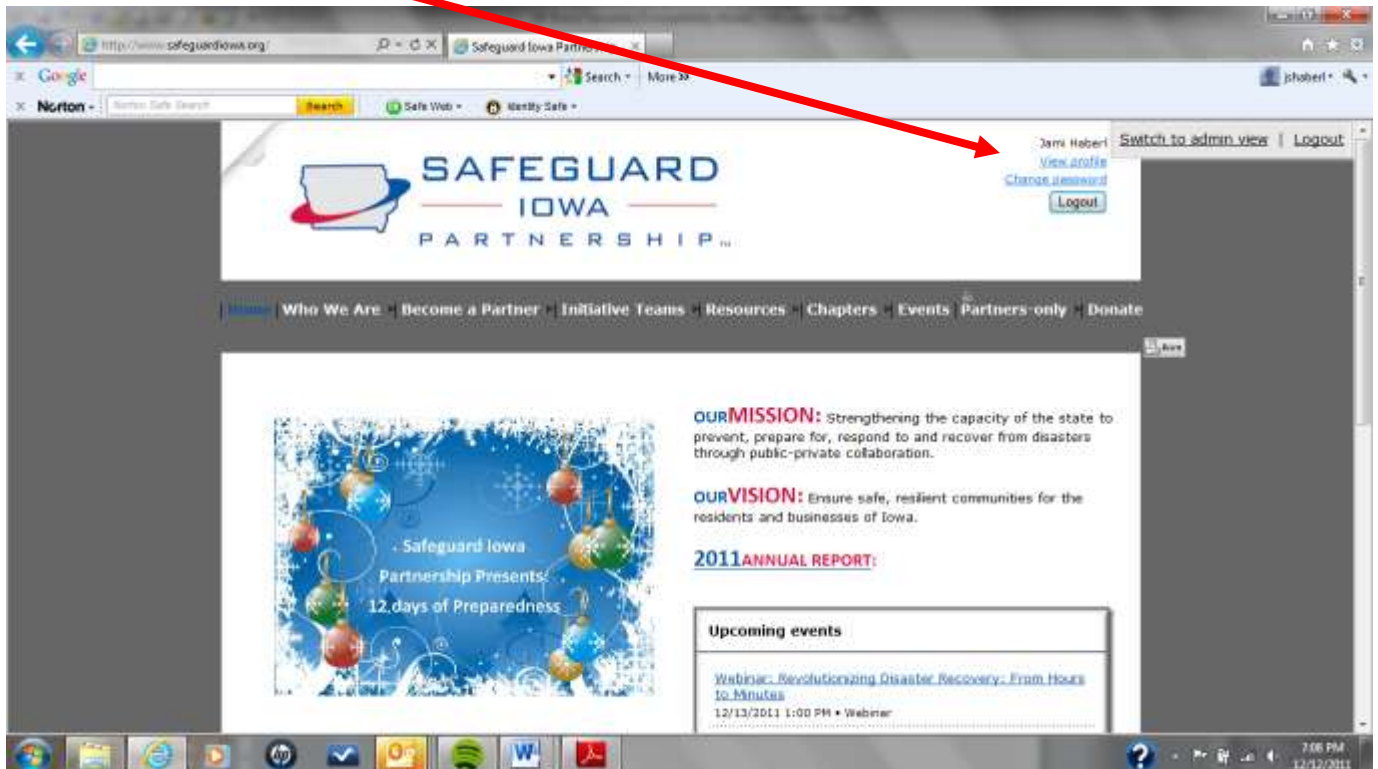 http://www.safeguardiowa.org/
Safeguard Iowa Partnership -
Google
Search
More »
jshaberl
Norton
Norton Safe Search
Search
Safe Web
Identity Safe
Jami Haberl
Switch to admin view | Logout
View profile
Change password
Logout
SAFEGUARD
IOWA
PARTNERSHIP
Home
Who We Are
Become a Partner
Initiative Teams
Resources
Chapters
Events
Partners-only
Donate
OURMISSION: Strengthening the capacity of the state to
prevent, prepare for, respond to and recover from disasters
through public-private collaboration.
OURVISION: Ensure safe, resilient communities for the
residents and businesses of Iowa.
2011ANNUAL REPORT:
Safeguard Iowa
Partnership Presents:
12 days of Preparedness
Upcoming events
Webinar: Revolutionizing Disaster Recovery: From Hours
to Minutes
12/13/2011 1:00 PM • Webinar
7:08 PM
12/12/2011